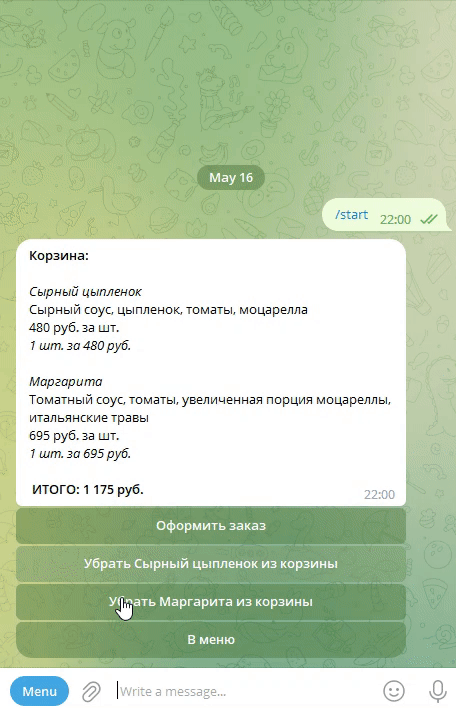 May 16
/start 22:00
Корзина:
Сырный цыпленок
Сырный соус, цыпленок, томаты, моцарелла
480 руб. за шт.
1 шт. за 480 руб.
Маргарита
Томатный соус, томаты, увеличенная порция моцареллы,
итальянские травы
695 руб. за шт.
1 шт. за 695 руб.
ИТОГО: 1 175 руб.
22:00
Оформить заказ
Убрать Сырный цыпленок из корзины
Убрать Маргарита из корзины
В меню
Menu
Write a message...